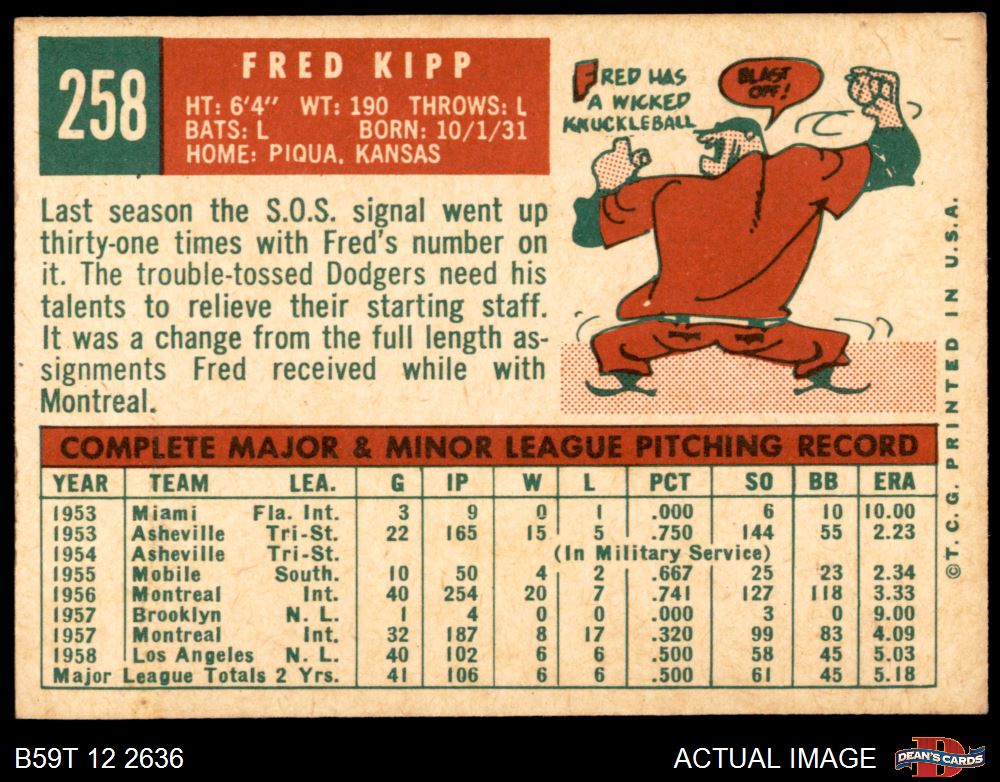 258
FRED KIPP
HT: 6'4" WT: 190 THROWS: L
BATS: L BORN: 10/1/31
HOME: PIQUA, KANSAS
FRED HAS
A WICKED
KNUCKLEBALL
BLAST
OFF!
Last season the S.O.S. signal went up
thirty-one times with Fred's number on
it. The trouble-tossed Dodgers need his
talents to relieve their starting staff.
It was a change from the full length as-
signments Fred received while with
Montreal.
COMPLETE MAJOR & MINOR LEAGUE PITCHING RECORD
YEAR TEAM LEA. G IP W L PCT SO BB ERA
1953 Miami Fla. Int. 3 9 0 1 .000 6 10 10.00
1953 Asheville Tri-St. 22 165 15 5 .750 144 55 2.23
1954 Asheville Tri-St. (In Military Service)
1955 Mobile South. 10 50 4 2 .667 25 23 2.34
1956 Montreal Int. 40 254 20 7 .741 127 118 3.33
1957 Brooklyn N. L. 1 4 0 0 .000 3 0 9.00
1957 Montreal Int. 32 187 8 17 .320 99 83 4.09
1958 Los Angeles N. L. 40 102 6 6 .500 58 45 5.03
Major League Totals 2 Yrs. 41 106 6 6 .500 61 45 5.18
©T.C.G. PRINTED IN U.S.A.
B59T 12 2636
ACTUAL IMAGE
D
DEAN'S CARDS